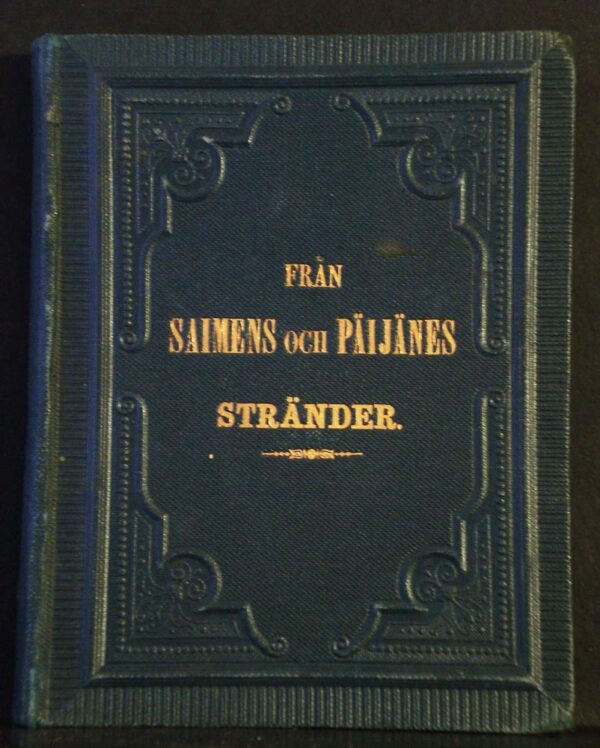 FRÅN
SAIMENS OCH PÄIJÄNES
STRÄNDER.